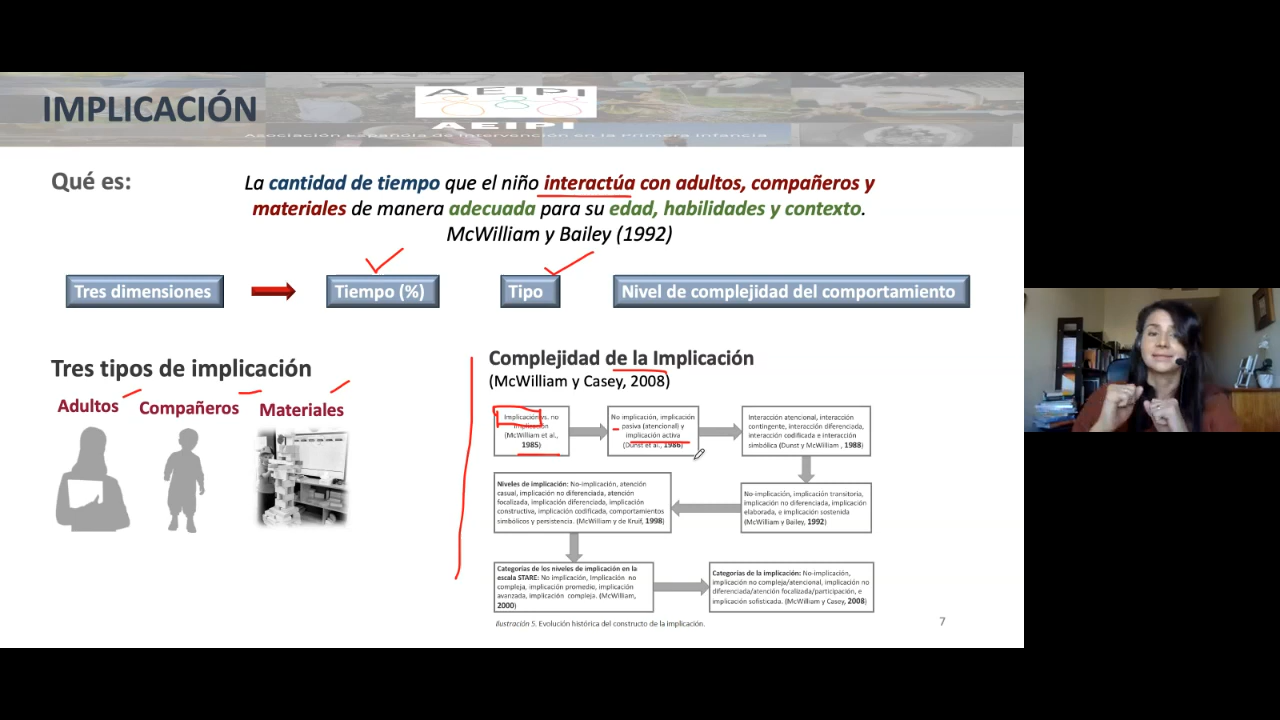 IMPLICACIÓN
AEIPI
AEIPI
Asociación Española de Intervención en la Primera Infancia
Qué es:
La cantidad de tiempo que el niño interactúa con adultos, compañeros y
materiales de manera adecuada para su edad, habilidades y contexto.
McWilliam y Bailey (1992)
Tres dimensiones
Tiempo (%)
Tipo
Nivel de complejidad del comportamiento
Tres tipos de implicación
Adultos
Compañeros
Materiales
Complejidad de la Implicación
(McWilliam y Casey, 2008)
Implicación vs. no
implicación
(McWilliam et al.,
1985)
No implicación, implicación
pasiva (atencional) y
implicación activa
(Dunst et al., 1986)
Interacción atencional, interacción
contingente, interacción diferenciada,
interacción codificada e interacción
simbólica (Dunst y McWilliam , 1988)
No-implicación, implicación transitoria,
implicación no diferenciada, implicación
elaborada, e implicación sostenida
(McWilliam y Bailey, 1992)
Niveles de implicación: No-implicación, atención
casual, implicación no diferenciada, atención
focalizada, implicación diferenciada, implicación
constructiva, implicación codificada, comportamientos
simbólicos y persistencia. (McWilliam y de Kruif, 1998)
Categorías de los niveles de implicación en la
escala STARE: No implicación, Implicación no
compleja, implicación promedio, implicación
avanzada, implicación compleja. (McWilliam,
2000)
Categorías de la implicación: No-implicación,
implicación no compleja/atencional, implicación no
diferenciada/atención focalizada/participación, e
implicación sofisticada. (McWilliam y Casey, 2008)
Ilustración 5. Evolución histórica del constructo de la implicación.
7